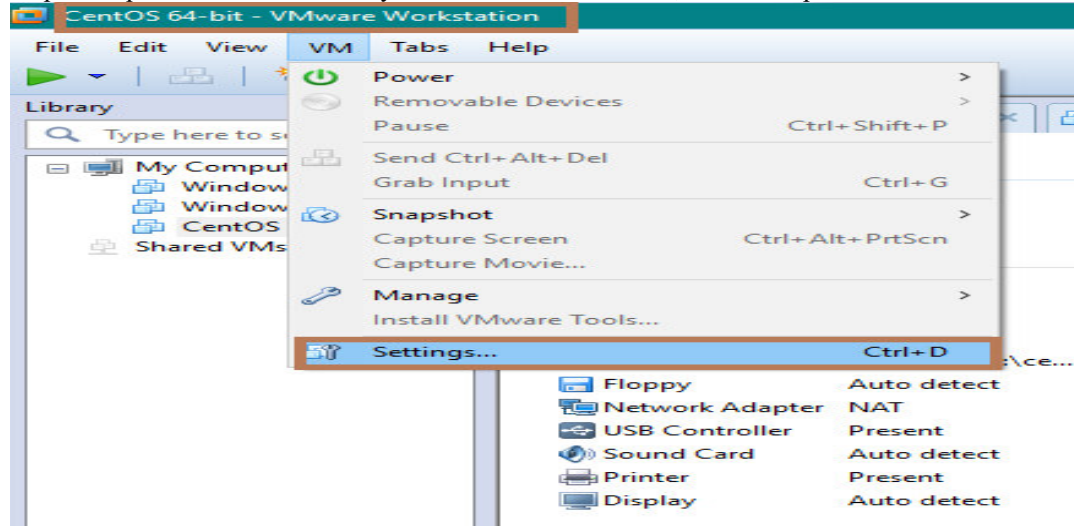 CentOS 64-bit - VMware Workstation
File Edit View VM Tabs Help
Library
Type here to se
My Comput
Window
Window
CentOS
Shared VMs
Power >
Removable Devices >
Pause Ctrl+Shift+P
Send Ctrl+Alt+Del
Grab Input Ctrl+G
Snapshot >
Capture Screen Ctrl+Alt+PrtScn
Capture Movie...
Manage >
Install VMware Tools...
Settings... Ctrl+D
\ce...
Floppy Auto detect
Network Adapter NAT
USB Controller Present
Sound Card Auto detect
Printer Present
Display Auto detect